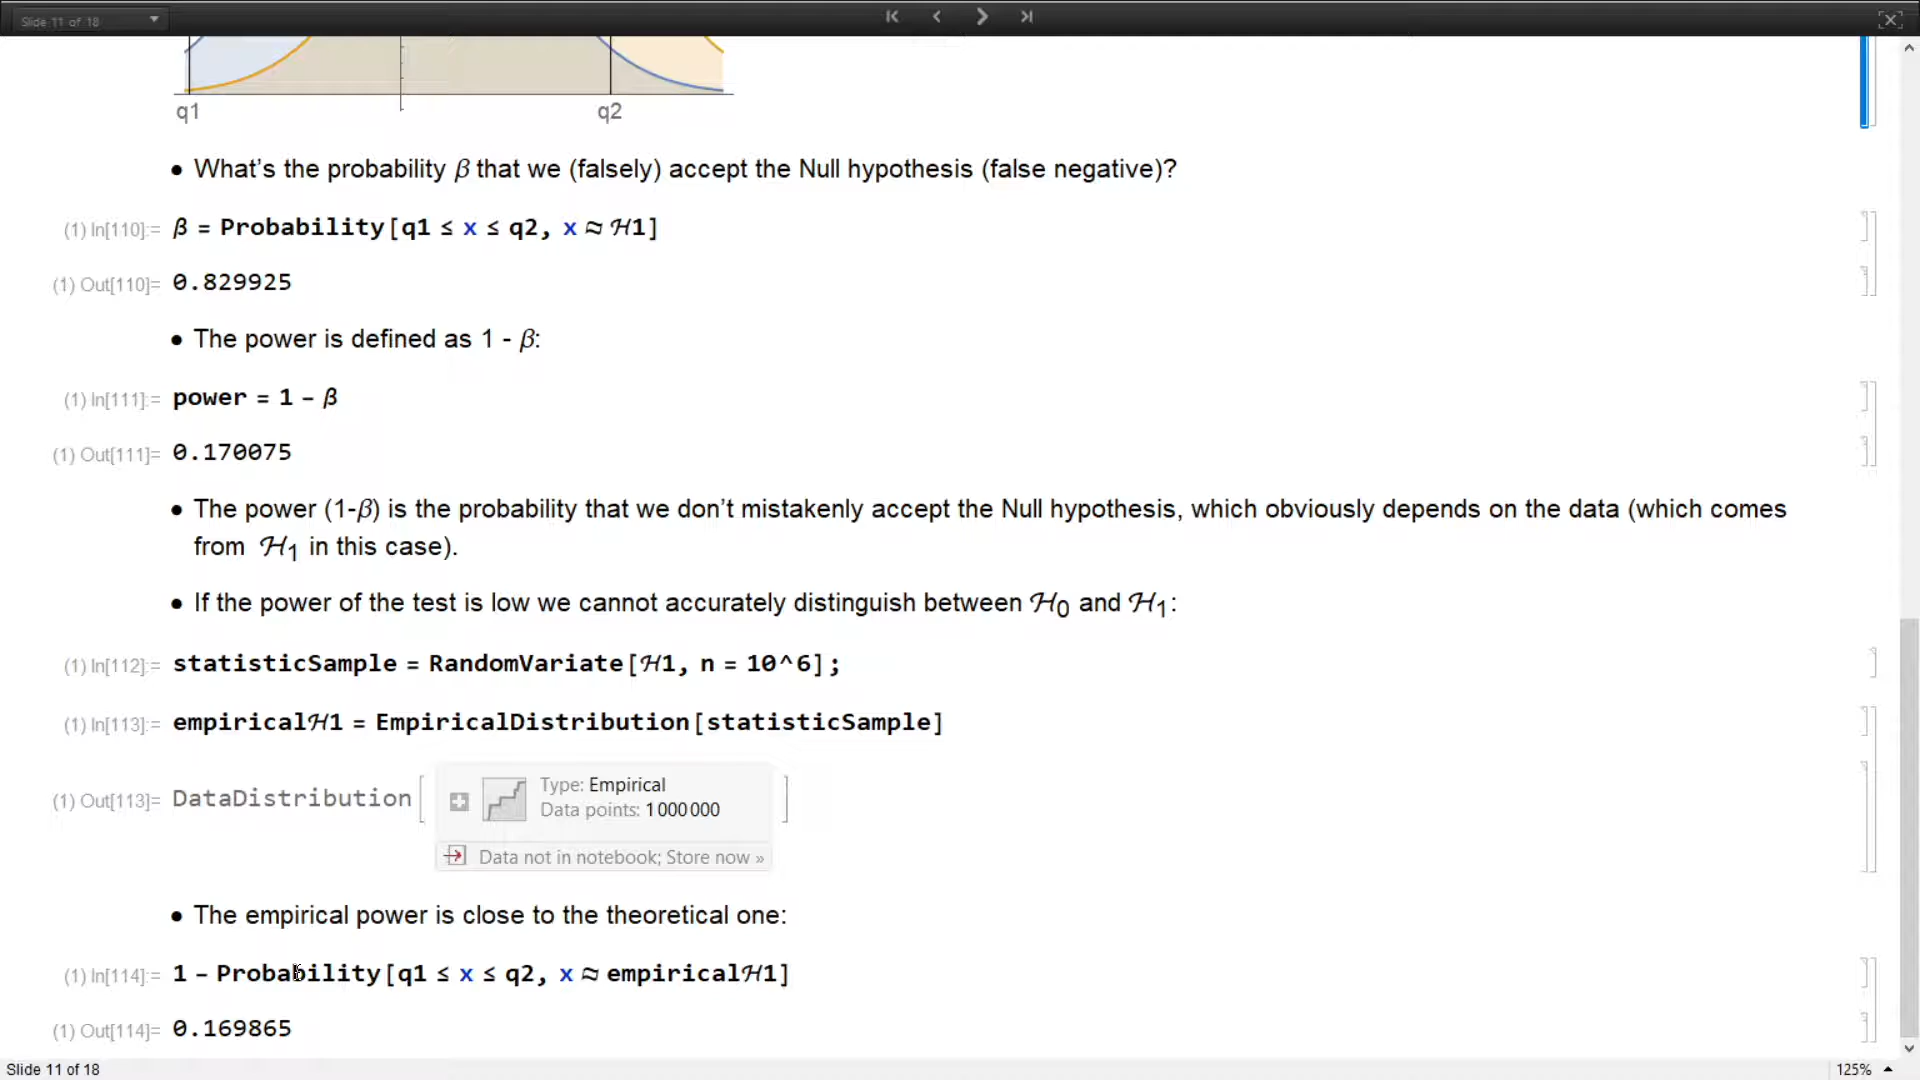 Slide 11 of 18
q1 q2
• What's the probability β that we (falsely) accept the Null hypothesis (false negative)?
(1) In[110]:= β = Probability[q1 ≤ x ≤ q2, x ≈ ℋ1]
(1) Out[110]= 0.829925
• The power is defined as 1 - β:
(1) In[111]:= power = 1 - β
(1) Out[111]= 0.170075
• The power (1-β) is the probability that we don't mistakenly accept the Null hypothesis, which obviously depends on the data (which comes
from ℋ1 in this case).
• If the power of the test is low we cannot accurately distinguish between ℋ0 and ℋ1:
(1) In[112]:= statisticSample = RandomVariate[ℋ1, n = 10^6];
(1) In[113]:= empiricalℋ1 = EmpiricalDistribution[statisticSample]
Type: Empirical
(1) Out[113]= DataDistribution[ Data points: 1 000 000 ]
Data not in notebook; Store now »
• The empirical power is close to the theoretical one:
(1) In[114]:= 1 - Probability[q1 ≤ x ≤ q2, x ≈ empiricalℋ1]
(1) Out[114]= 0.169865
Slide 11 of 18 125%